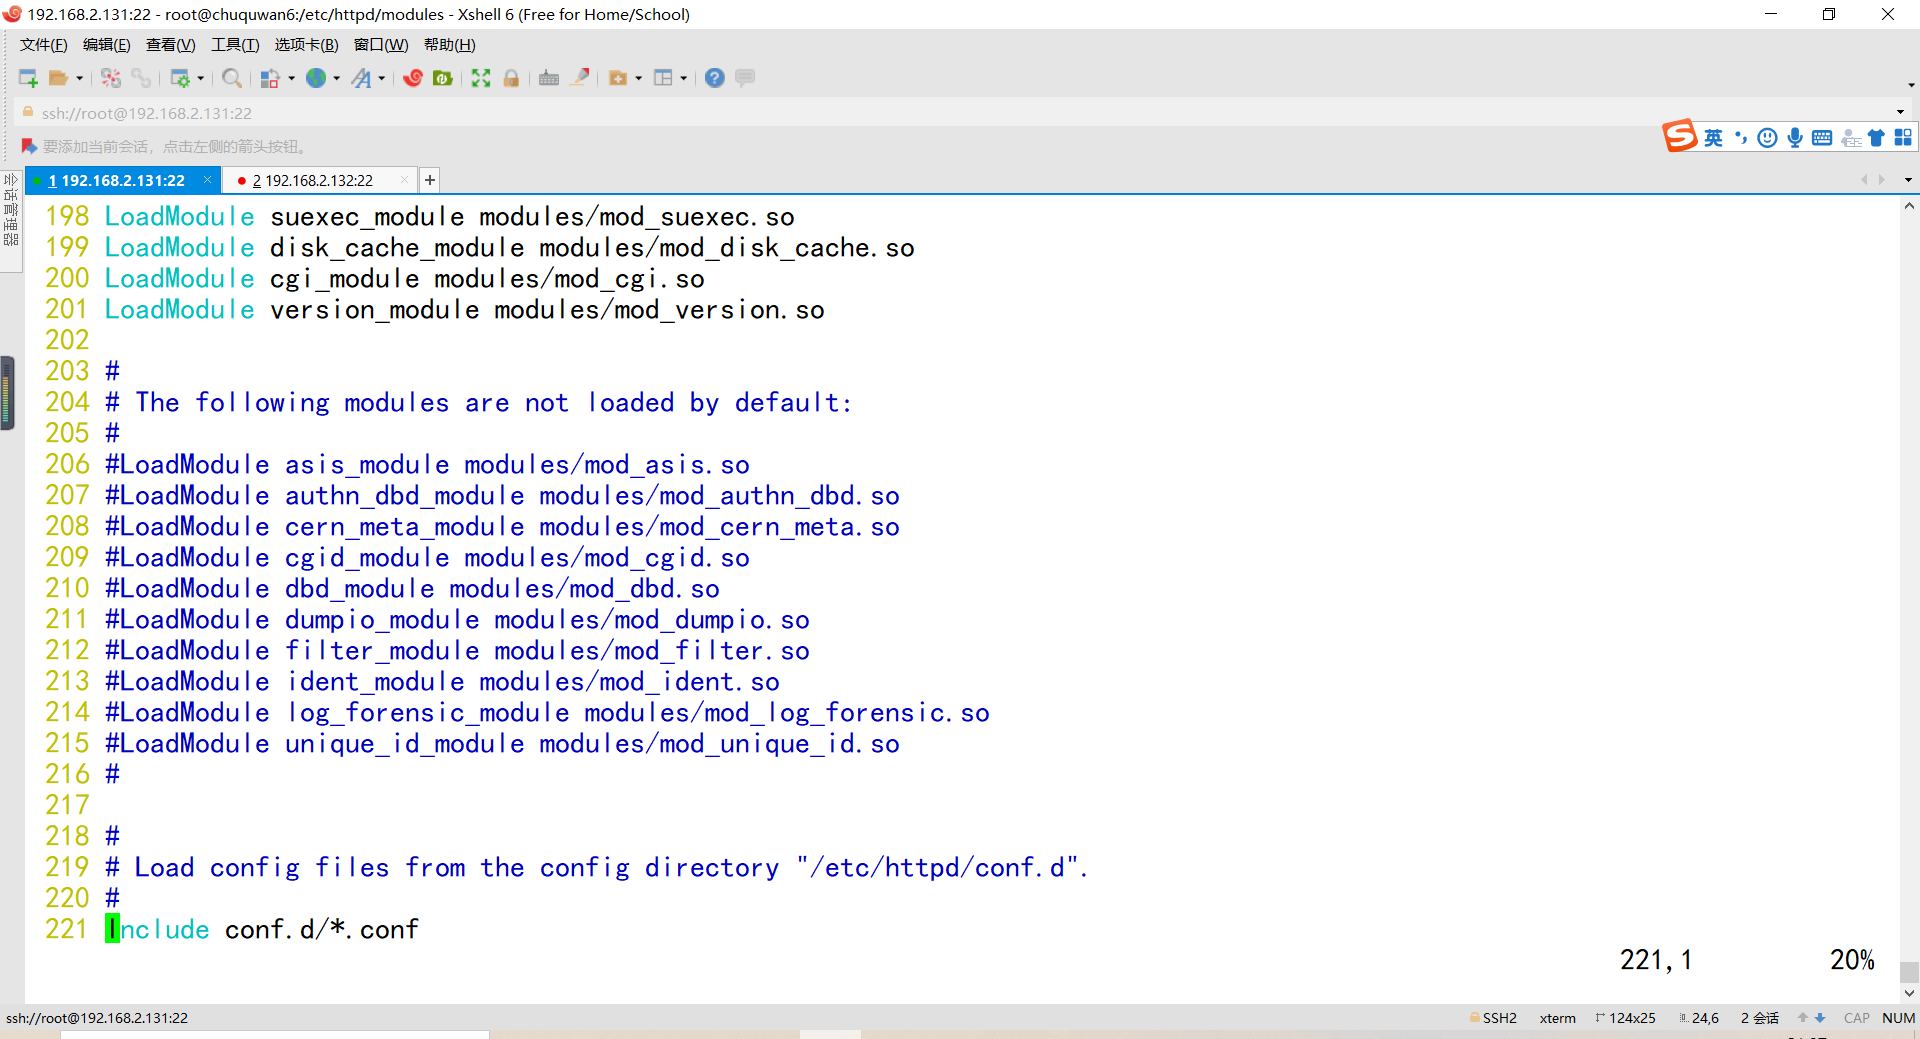 192.168.2.131:22 - root@chuquwan6:/etc/httpd/modules - Xshell 6 (Free for Home/School)
文件(F) 编辑(E) 查看(V) 工具(T) 选项卡(B) 窗口(W) 帮助(H)
ssh://root@192.168.2.131:22
要添加当前会话，点击左侧的箭头按钮。
英
会话管理器
1 192.168.2.131:22 × 2 192.168.2.132:22 × +
198 LoadModule suexec_module modules/mod_suexec.so
199 LoadModule disk_cache_module modules/mod_disk_cache.so
200 LoadModule cgi_module modules/mod_cgi.so
201 LoadModule version_module modules/mod_version.so
202
203 #
204 # The following modules are not loaded by default:
205 #
206 #LoadModule asis_module modules/mod_asis.so
207 #LoadModule authn_dbd_module modules/mod_authn_dbd.so
208 #LoadModule cern_meta_module modules/mod_cern_meta.so
209 #LoadModule cgid_module modules/mod_cgid.so
210 #LoadModule dbd_module modules/mod_dbd.so
211 #LoadModule dumpio_module modules/mod_dumpio.so
212 #LoadModule filter_module modules/mod_filter.so
213 #LoadModule ident_module modules/mod_ident.so
214 #LoadModule log_forensic_module modules/mod_log_forensic.so
215 #LoadModule unique_id_module modules/mod_unique_id.so
216 #
217
218 #
219 # Load config files from the config directory "/etc/httpd/conf.d".
220 #
221 Include conf.d/*.conf
221,1 20%
ssh://root@192.168.2.131:22 SSH2 xterm 124x25 24,6 2 会话 CAP NUM